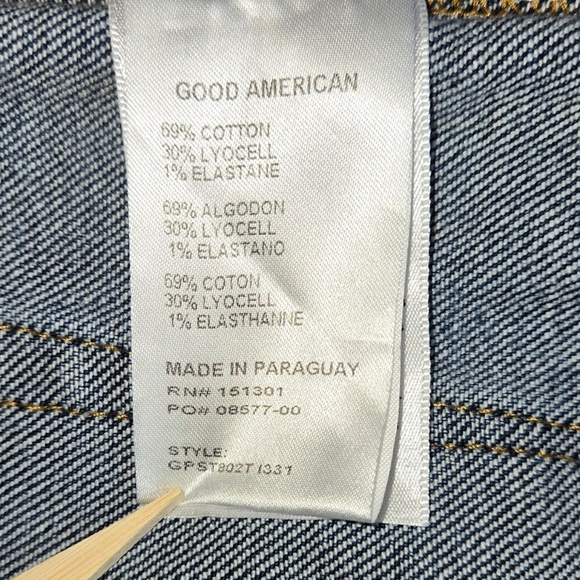 GOOD AMERICAN
69% COTTON
30% LYOCELL
1% ELASTANE
69% ALGODON
30% LYOCELL
1% ELASTANO
69% COTON
30% LYOCELL
1% ELASTHANNE
MADE IN PARAGUAY
RN# 151301
PO# 08577-00
STYLE:
GPST802T I331